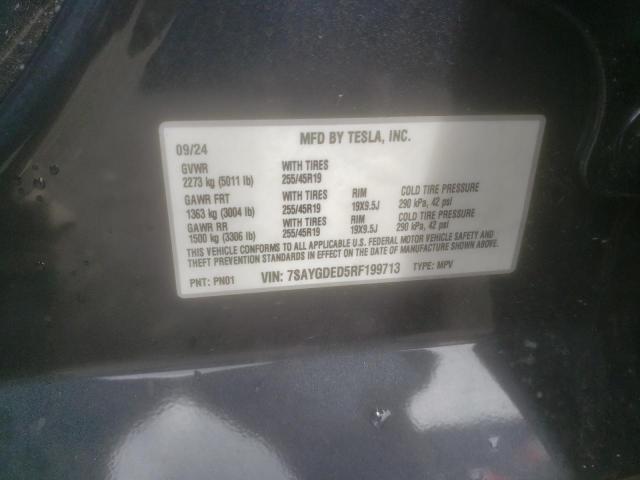 MFD BY TESLA, INC.
09/24
GVWR WITH TIRES
2273 kg (5011 lb) 255/45R19
GAWR FRT WITH TIRES RIM COLD TIRE PRESSURE
1363 kg (3004 lb) 255/45R19 19X9.5J 290 kPa, 42 psi
GAWR RR WITH TIRES RIM COLD TIRE PRESSURE
1500 kg (3306 lb) 255/45R19 19X9.5J 290 kPa, 42 psi
THIS VEHICLE CONFORMS TO ALL APPLICABLE U.S. FEDERAL MOTOR VEHICLE SAFETY AND
THEFT PREVENTION STANDARDS IN EFFECT ON THE DATE OF MANUFACTURE SHOWN ABOVE.
PNT: PN01 VIN: 7SAYGDED5RF199713 TYPE: MPV